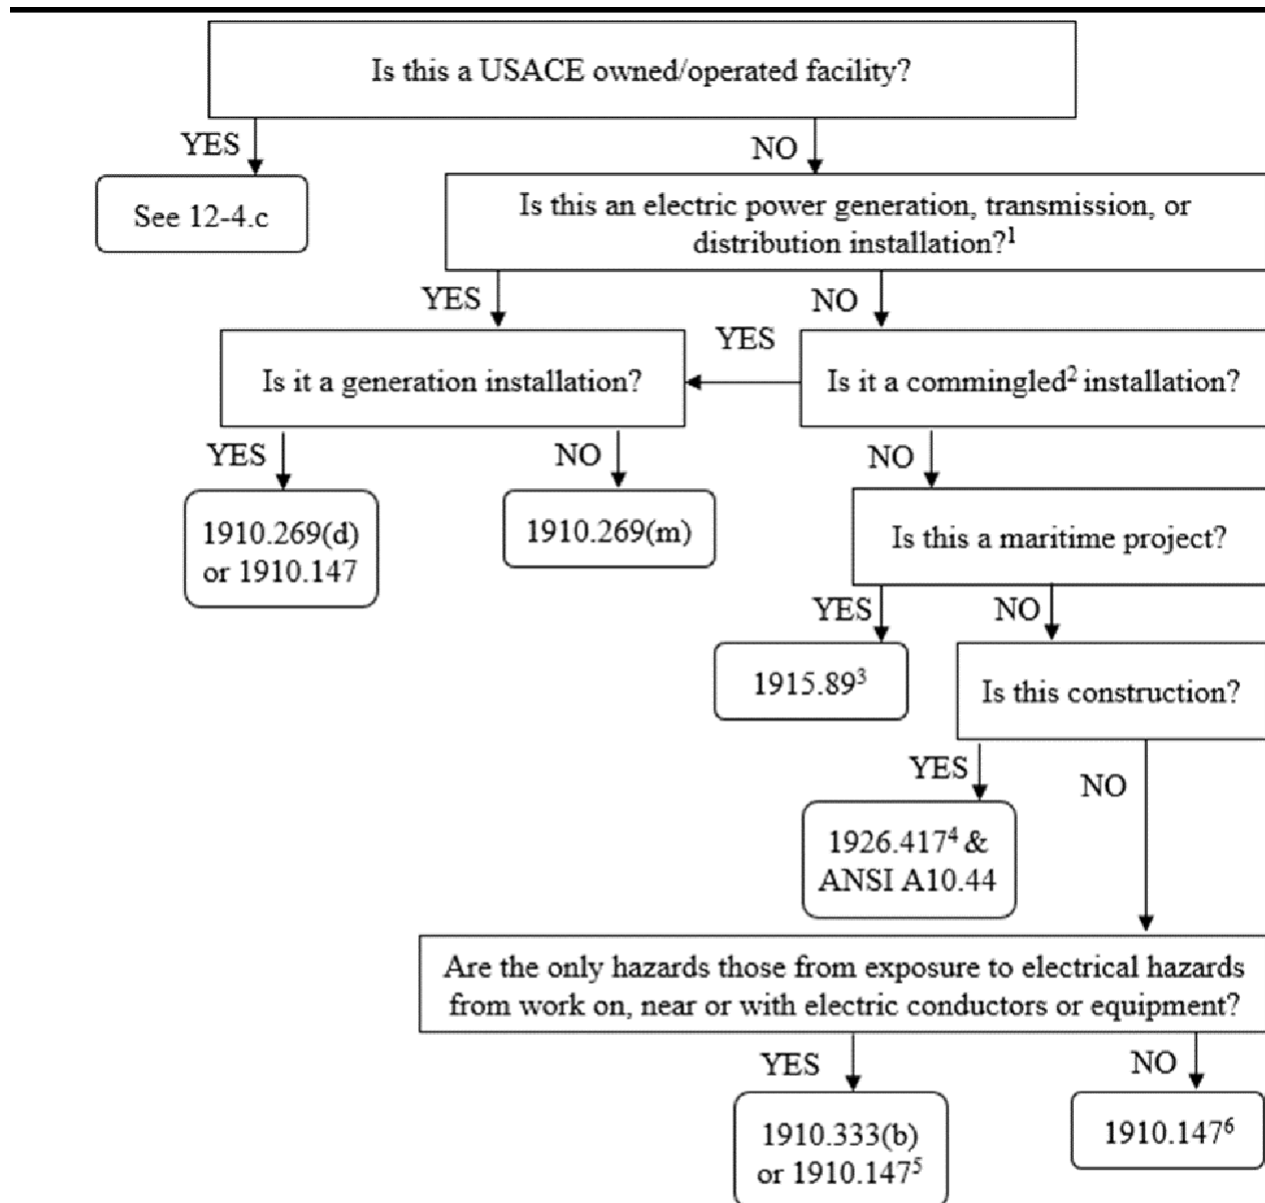 Is this a USACE owned/operated facility?
YES
NO
See 12-4.c
Is this an electric power generation, transmission, or
distribution installation?¹
YES
NO
YES
Is it a generation installation?
Is it a commingled² installation?
YES
NO
NO
1910.269(d)
or 1910.147
1910.269(m)
Is this a maritime project?
YES
NO
1915.89³
Is this construction?
YES
NO
1926.417⁴ &
ANSI A10.44
Are the only hazards those from exposure to electrical hazards
from work on, near or with electric conductors or equipment?
YES
NO
1910.333(b)
or 1910.147⁵
1910.147⁶